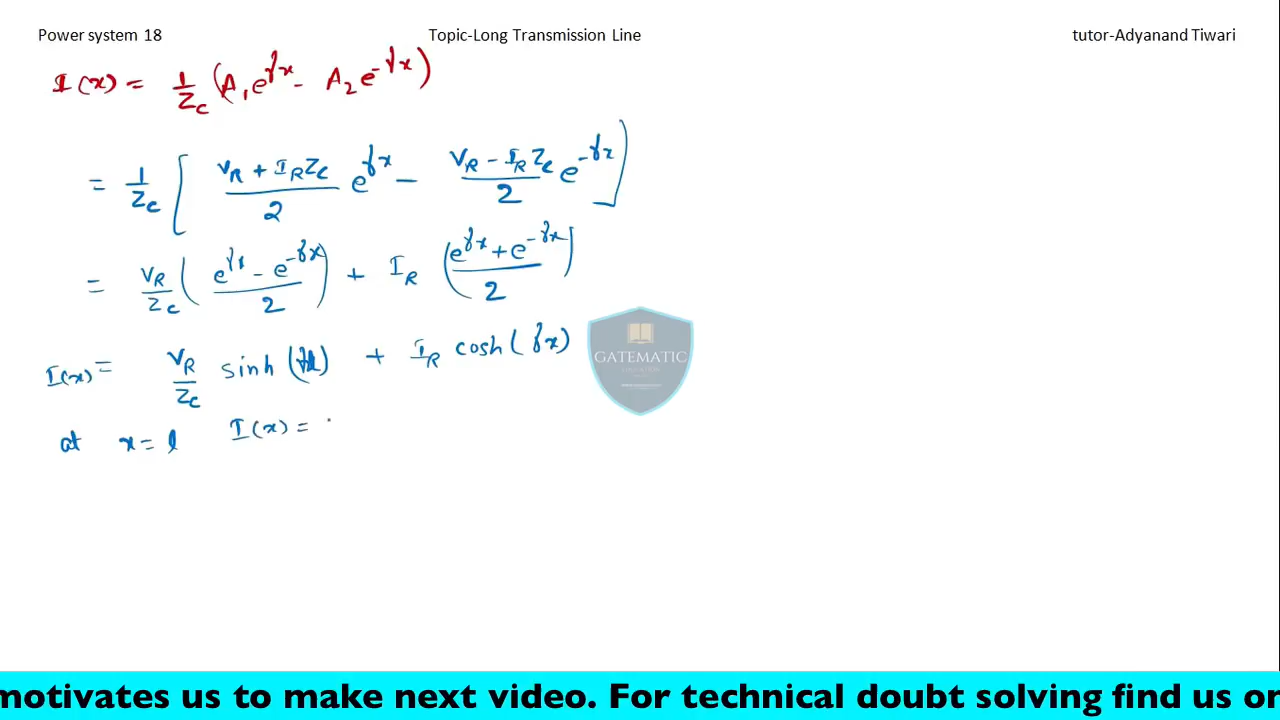 Power system 18 Topic-Long Transmission Line tutor-Adyanand Tiwari
I(x) = 1/Zc (A₁e^γx - A₂e^-γx)
= 1/Zc [ (VR + IRZc)/2 e^γx - (VR - IRZc)/2 e^-γx ]
= VR/Zc ( (e^γx - e^-γx)/2 ) + IR ( (e^γx + e^-γx)/2 )
I(x) = VR/Zc sinh(γx) + IR cosh(γx)
at x = l I(x) =
GATEMATIC
EDUCATION
motivates us to make next video. For technical doubt solving find us on